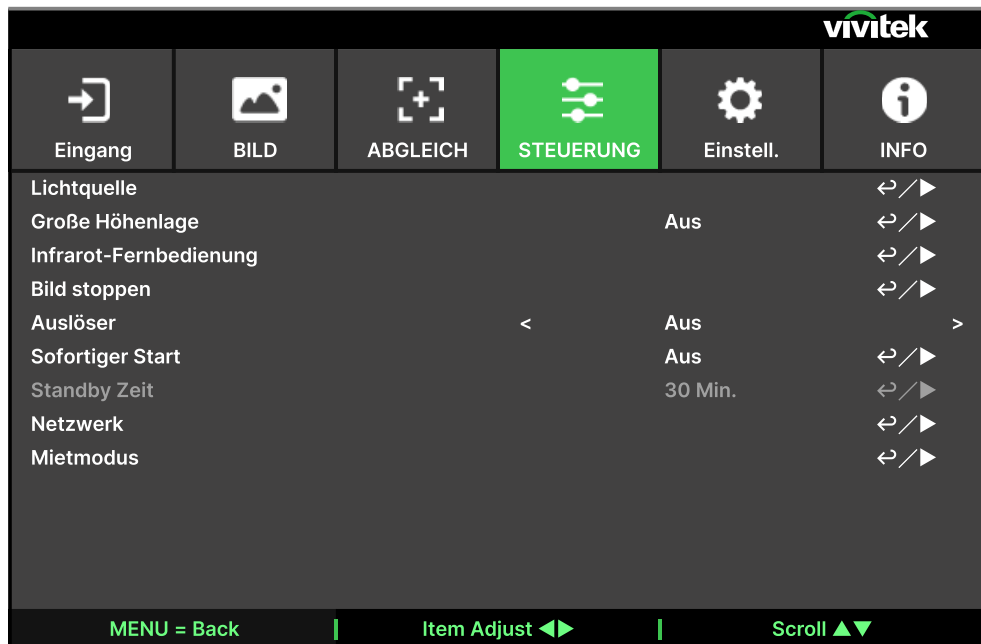 vivitek
Eingang BILD ABGLEICH STEUERUNG Einstell. INFO
Lichtquelle
Große Höhenlage Aus
Infrarot-Fernbedienung
Bild stoppen
Auslöser < Aus >
Sofortiger Start Aus
Standby Zeit 30 Min.
Netzwerk
Mietmodus
MENU = Back | Item Adjust ◀▶ | Scroll ▲▼